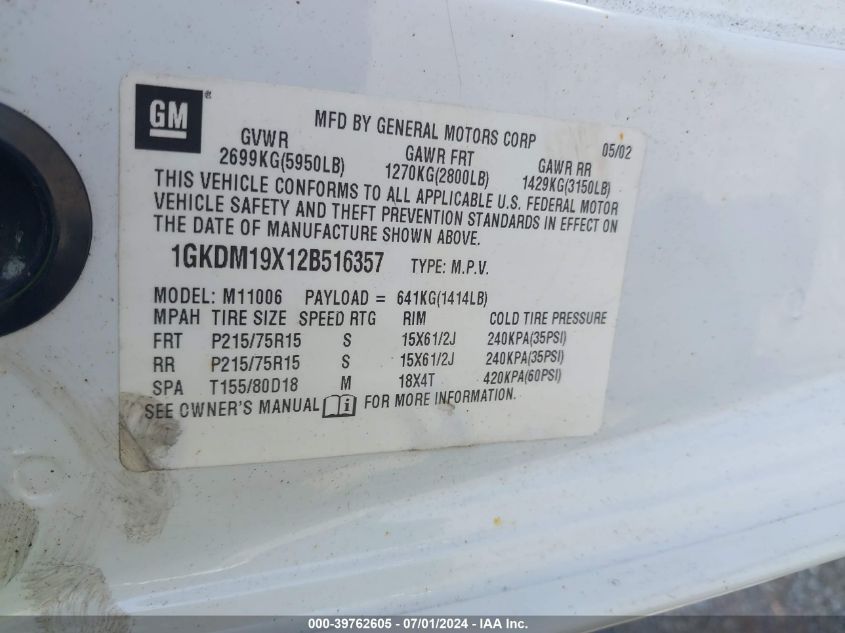 GM®
MFD BY GENERAL MOTORS CORP 05/02
GVWR GAWR FRT GAWR RR
2699KG(5950LB) 1270KG(2800LB) 1429KG(3150LB)
THIS VEHICLE CONFORMS TO ALL APPLICABLE U.S. FEDERAL MOTOR
VEHICLE SAFETY AND THEFT PREVENTION STANDARDS IN EFFECT ON
THE DATE OF MANUFACTURE SHOWN ABOVE.
1GKDM19X12B516357 TYPE: M.P.V.
MODEL: M11006 PAYLOAD = 641KG(1414LB)
MPAH TIRE SIZE SPEED RTG RIM COLD TIRE PRESSURE
FRT P215/75R15 S 15X61/2J 240KPA(35PSI)
RR P215/75R15 S 15X61/2J 240KPA(35PSI)
SPA T155/80D18 M 18X4T 420KPA(60PSI)
SEE OWNER'S MANUAL i FOR MORE INFORMATION.
000-39762605 - 07/01/2024 - IAA Inc.